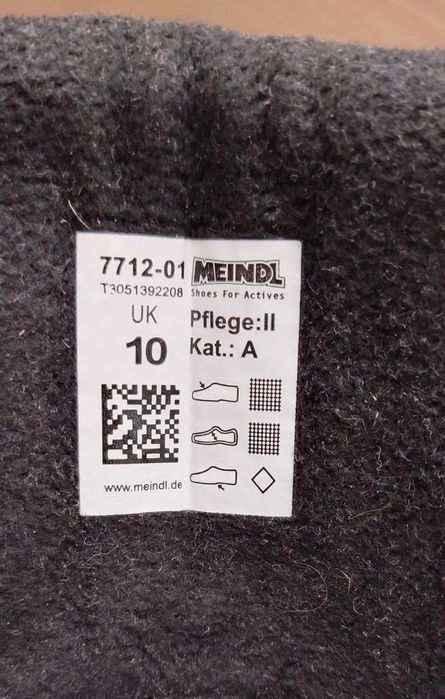 7712-01
T3051392208
UK
10
www.meindl.de
MEINDL
Shoes For Actives
Pflege:II
Kat.: A